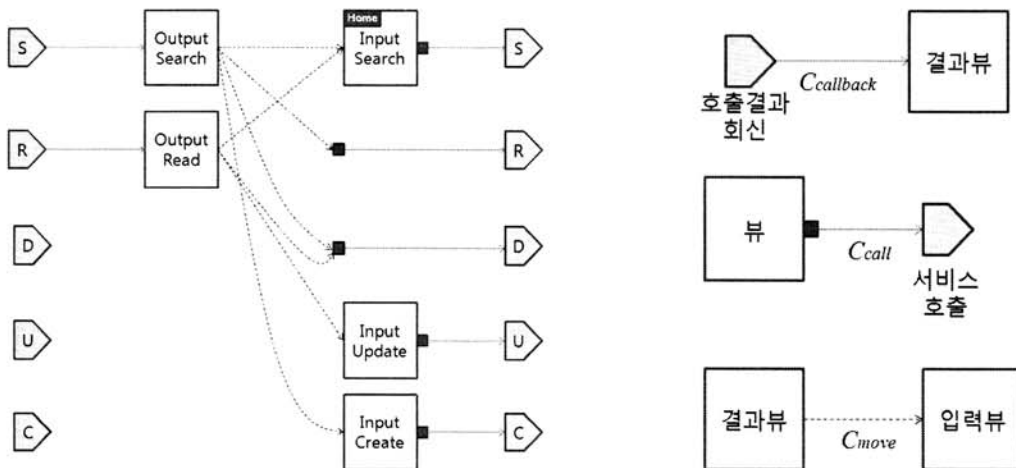 Home
S
Output
Search
Input
Search
S
R
Output
Read
R
D
D
U
Input
Update
U
C
Input
Create
C
Ccallback
호출결과
회신
결과뷰
뷰
Ccall
서비스
호출
결과뷰
Cmove
입력뷰